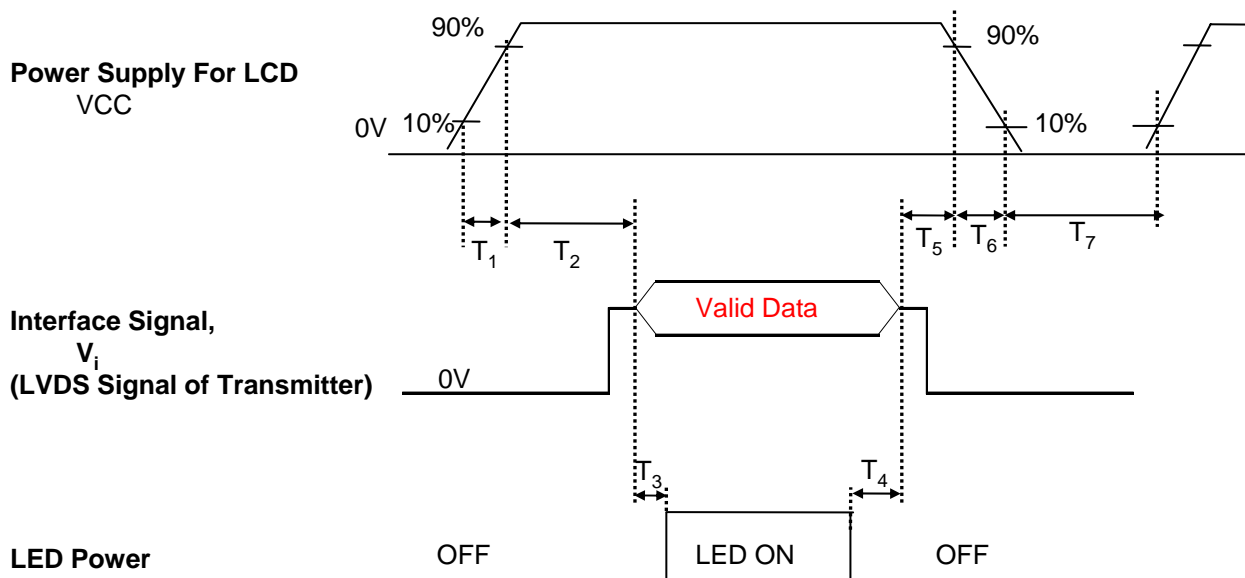 90%
90%
Power Supply For LCD
VCC
0V
10%
10%
T1
T2
T5
T6
T7
Valid Data
Interface Signal,
Vi
(LVDS Signal of Transmitter)
0V
T3
T4
LED Power
OFF
LED ON
OFF